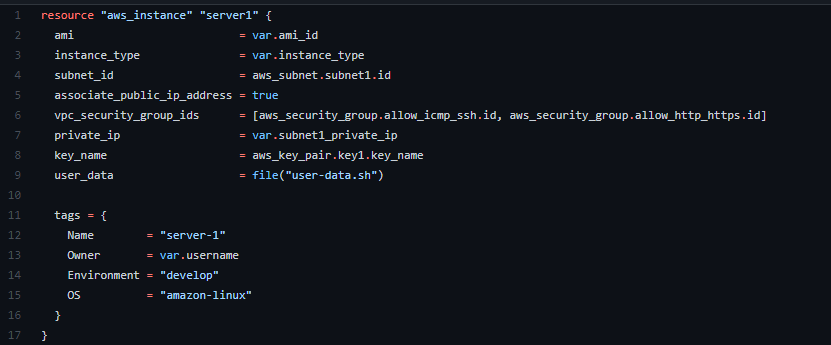 1 resource "aws_instance" "server1" {
2   ami                         = var.ami_id
3   instance_type               = var.instance_type
4   subnet_id                   = aws_subnet.subnet1.id
5   associate_public_ip_address = true
6   vpc_security_group_ids      = [aws_security_group.allow_icmp_ssh.id, aws_security_group.allow_http_https.id]
7   private_ip                  = var.subnet1_private_ip
8   key_name                    = aws_key_pair.key1.key_name
9   user_data                   = file("user-data.sh")
10
11   tags = {
12     Name        = "server-1"
13     Owner       = var.username
14     Environment = "develop"
15     OS          = "amazon-linux"
16   }
17 }